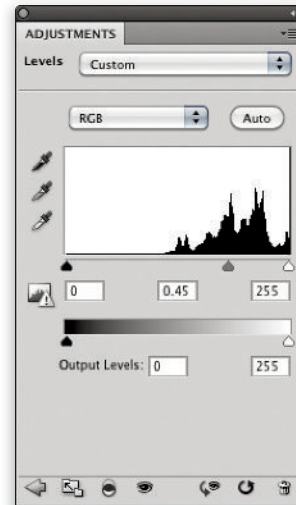 ADJUSTMENTS
Levels Custom
RGB Auto
0 0.45 255
Output Levels: 0 255